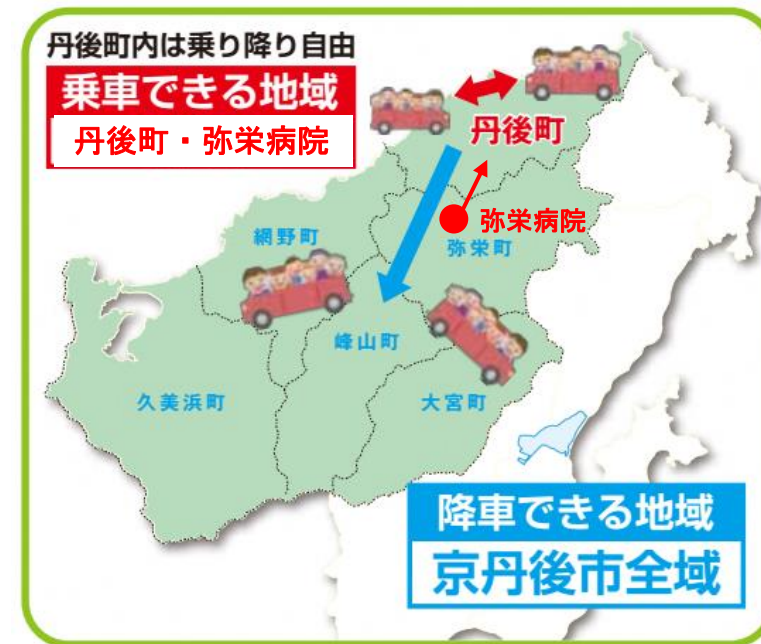 丹後町内は乗り降り自由
乗車できる地域
丹後町・弥栄病院
丹後町
弥栄病院
網野町
弥栄町
峰山町
久美浜町
大宮町
降車できる地域
京丹後市全域